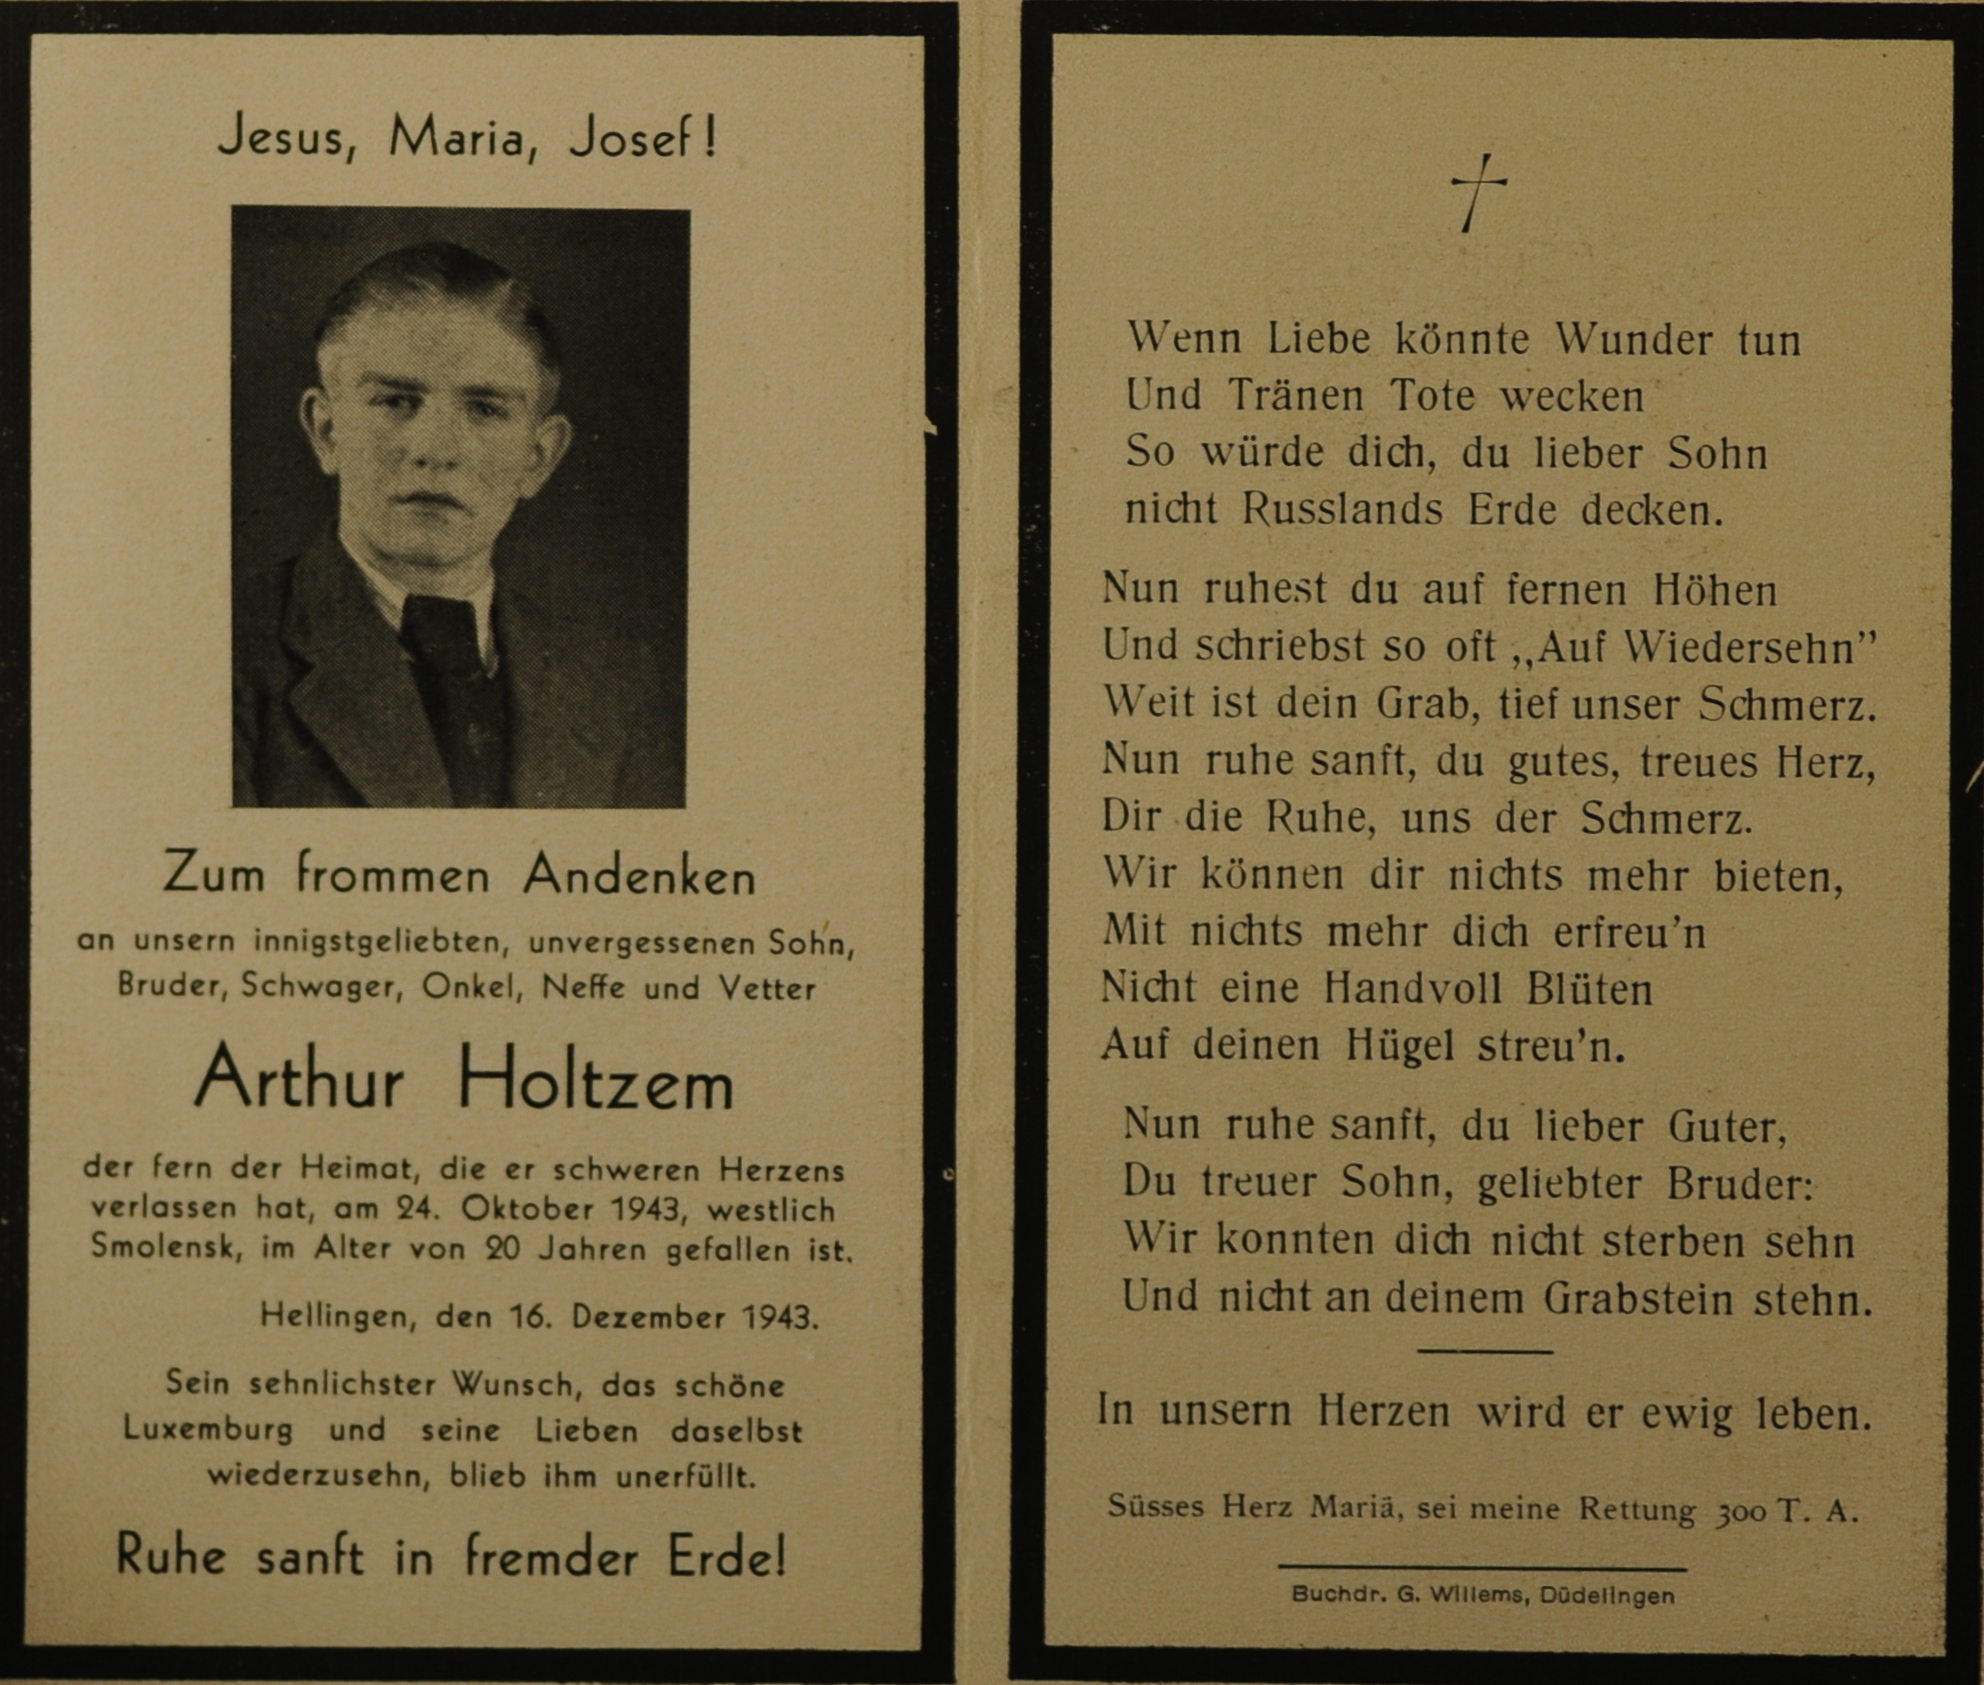 Jesus, Maria, Josef!
Zum frommen Andenken
an unsern innigstgeliebten, unvergessenen Sohn,
Bruder, Schwager, Onkel, Neffe und Vetter
Arthur Holtzem
der fern der Heimat, die er schweren Herzens
verlassen hat, am 24. Oktober 1943, westlich
Smolensk, im Alter von 20 Jahren gefallen ist.
Hellingen, den 16. Dezember 1943.
Sein sehnlichster Wunsch, das schöne
Luxemburg und seine Lieben daselbst
wiederzusehn, blieb ihm unerfüllt.
Ruhe sanft in fremder Erde!
Wenn Liebe könnte Wunder tun
Und Tränen Tote wecken
So würde dich, du lieber Sohn
nicht Russlands Erde decken.
Nun ruhest du auf fernen Höhen
Und schriebst so oft „Auf Wiedersehn”
Weit ist dein Grab, tief unser Schmerz.
Nun ruhe sanft, du gutes, treues Herz,
Dir die Ruhe, uns der Schmerz.
Wir können dir nichts mehr bieten,
Mit nichts mehr dich erfreu'n
Nicht eine Handvoll Blüten
Auf deinen Hügel streu'n.
Nun ruhe sanft, du lieber Guter,
Du treuer Sohn, geliebter Bruder:
Wir konnten dich nicht sterben sehn
Und nicht an deinem Grabstein stehn.
In unsern Herzen wird er ewig leben.
Süsses Herz Mariä, sei meine Rettung 300 T. A.
Buchdr. G. Willems, Düdelingen